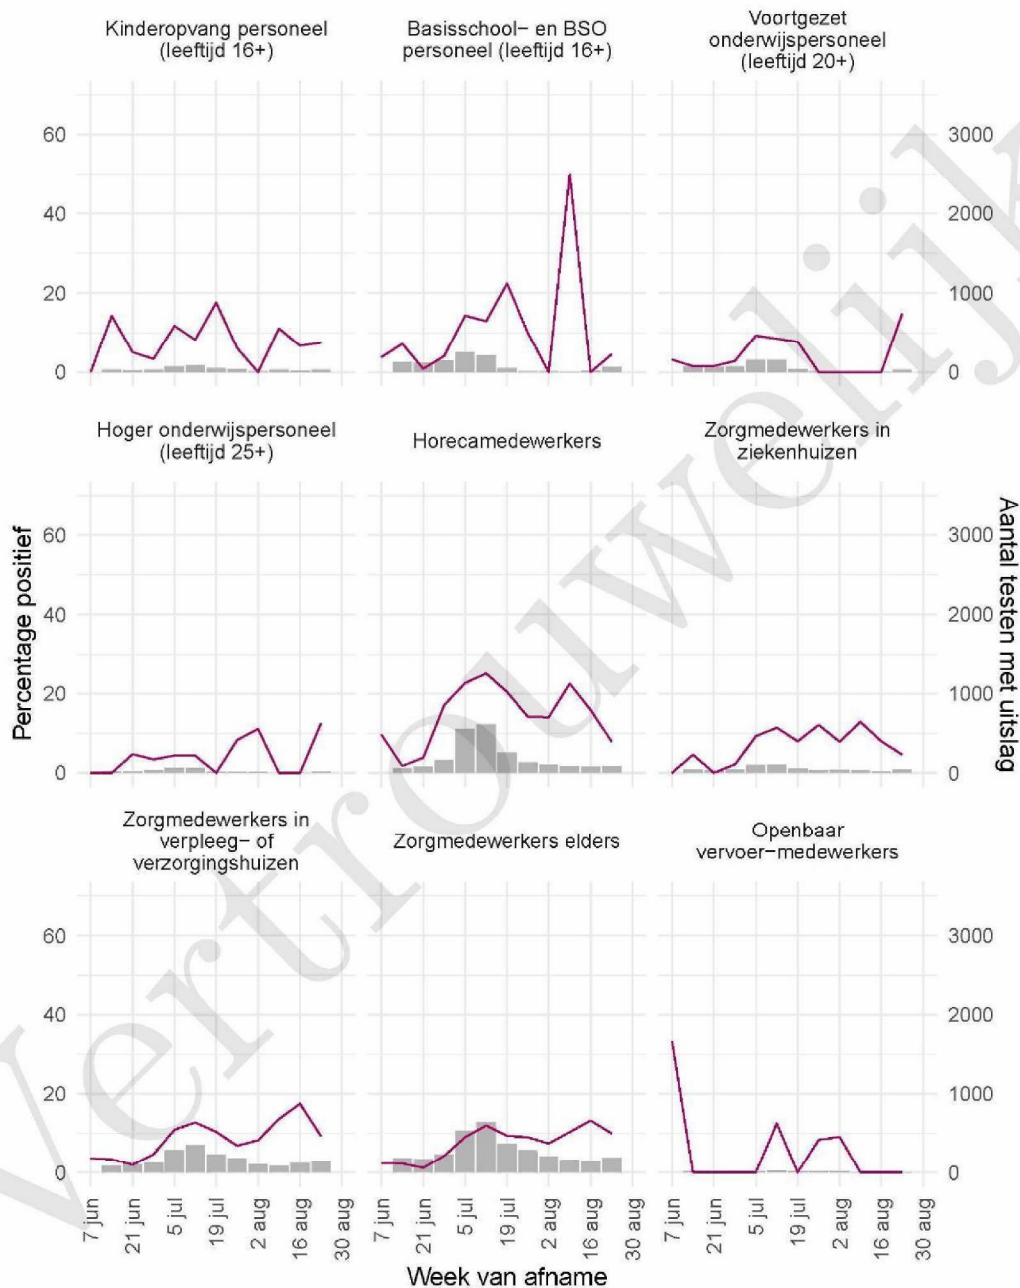 Kinderopvang personeel
(leeftijd 16+)
Basisschool− en BSO
personeel (leeftijd 16+)
Voortgezet
onderwijspersoneel
(leeftijd 20+)
60
40
20
0
3000
2000
1000
0
Hoger onderwijspersoneel
(leeftijd 25+)
Horecamedewerkers
Zorgmedewerkers in
ziekenhuizen
60
40
20
0
3000
2000
1000
0
Percentage positief
Aantal testen met uitslag
Zorgmedewerkers in
verpleeg− of
verzorgingshuizen
Zorgmedewerkers elders
Openbaar
vervoer−medewerkers
60
40
20
0
3000
2000
1000
0
7 jun
21 jun
5 jul
19 jul
2 aug
16 aug
30 aug
7 jun
21 jun
5 jul
19 jul
2 aug
16 aug
30 aug
7 jun
21 jun
5 jul
19 jul
2 aug
16 aug
30 aug
Week van afname
Vertrouwelijk